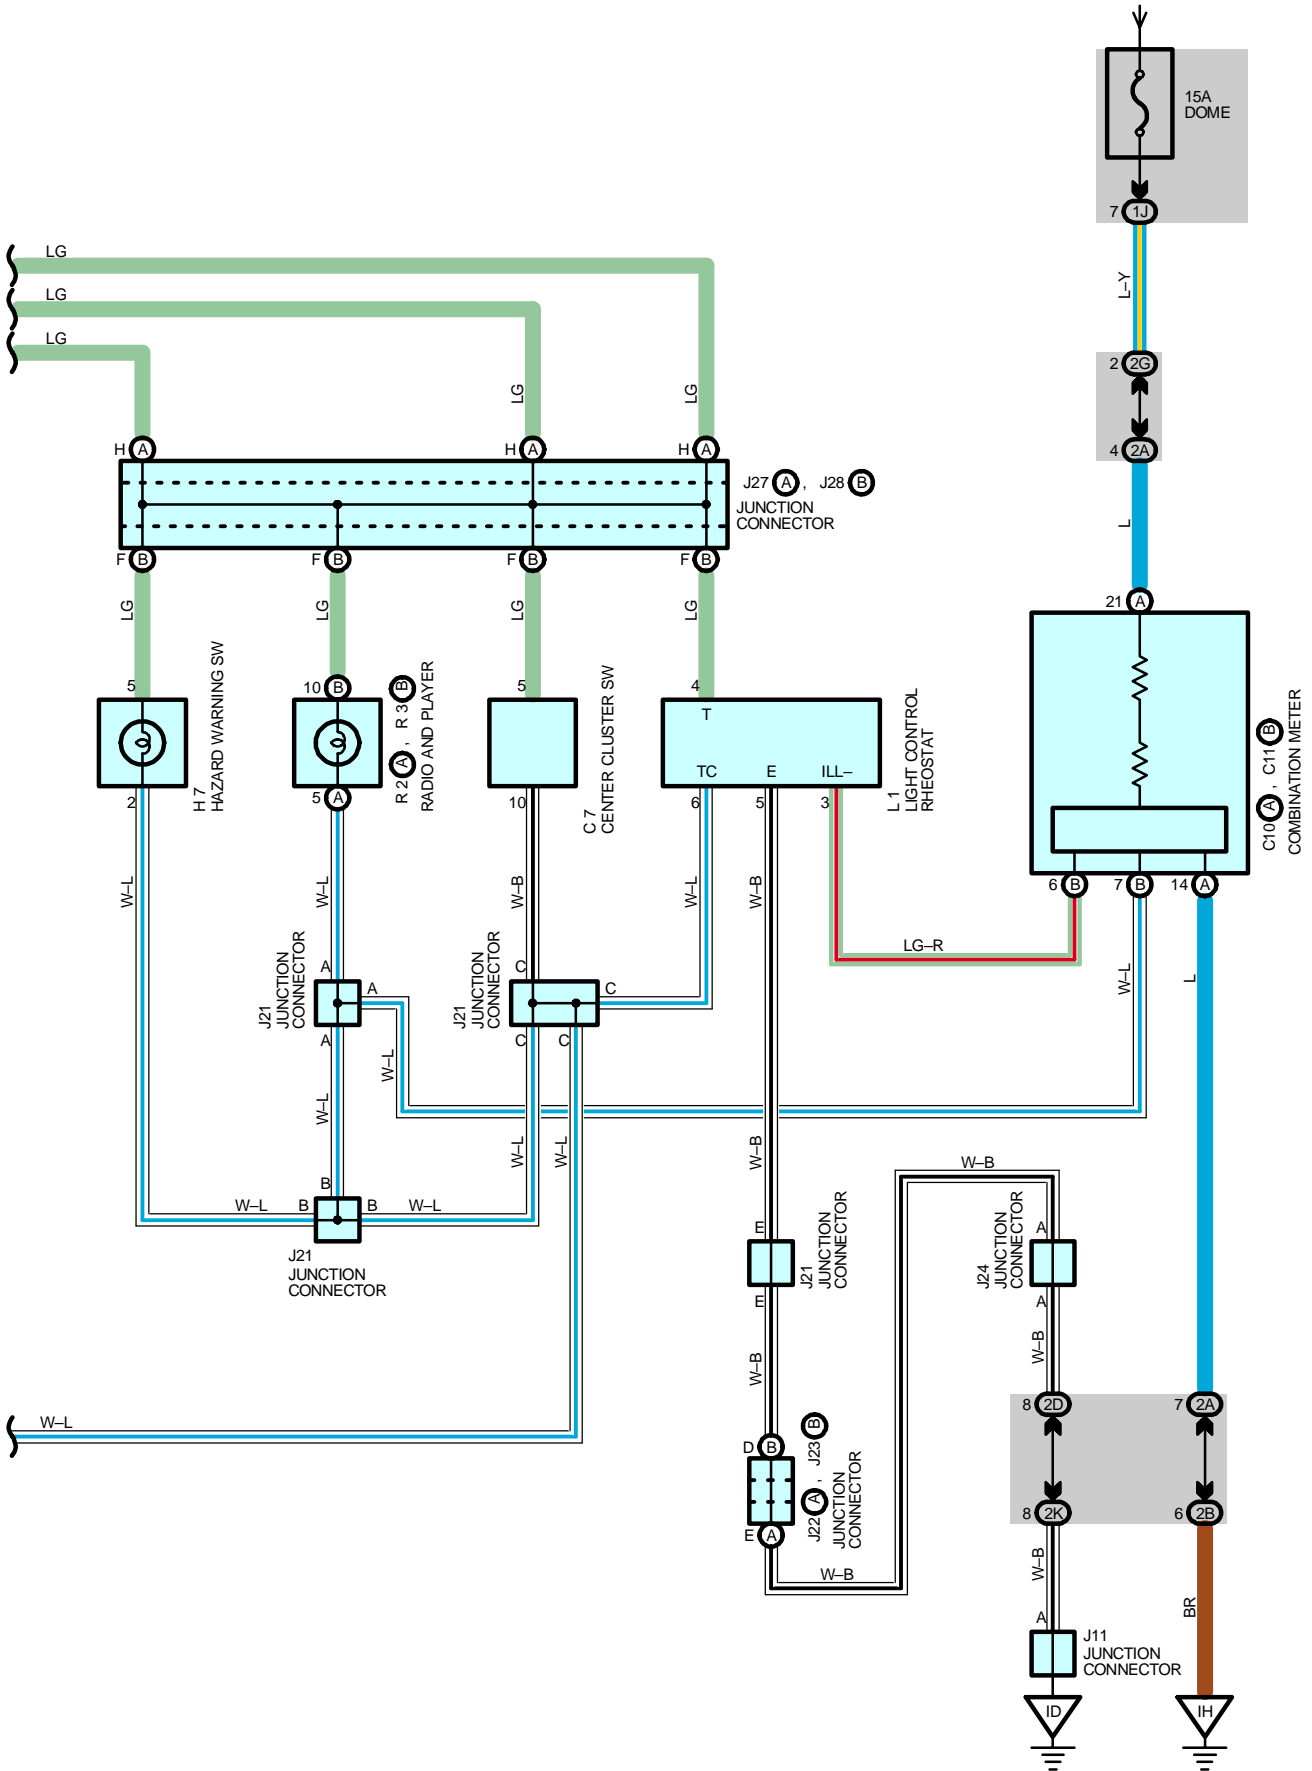 15A
DOME
7 1J
L–Y
2 2G
4 2A
L
LG
LG
LG
LG
LG
H A
H A
H A
J27 A , J28 B
JUNCTION
CONNECTOR
F B
F B
F B
F B
LG
LG
LG
LG
21 A
5
H 7
HAZARD WARNING SW
2
10 B
R 2 A , R 3 B
RADIO AND PLAYER
5 A
5
C 7
CENTER CLUSTER SW
10
4
T
TC E ILL–
6 5 3
L 1
LIGHT CONTROL
RHEOSTAT
C10 A , C11 B
COMBINATION METER
6 B 7 B 14 A
W–L
W–L
W–B
W–L
W–B
LG–R
W–L
L
A
A
A
J21
JUNCTION
CONNECTOR
C
C
C C
J21
JUNCTION
CONNECTOR
W–L
W–L
W–L
W–L
W–B
W–B
B
W–L B
B W–L
J21
JUNCTION
CONNECTOR
E
E
J21
JUNCTION
CONNECTOR
A
A
J24
JUNCTION
CONNECTOR
W–B
W–B
W–L
8 2D
7 2A
D B
J22 A , J23 B
JUNCTION
CONNECTOR
E A
8 2K
6 2B
W–B
W–B
BR
A
J11
JUNCTION
CONNECTOR
ID
IH